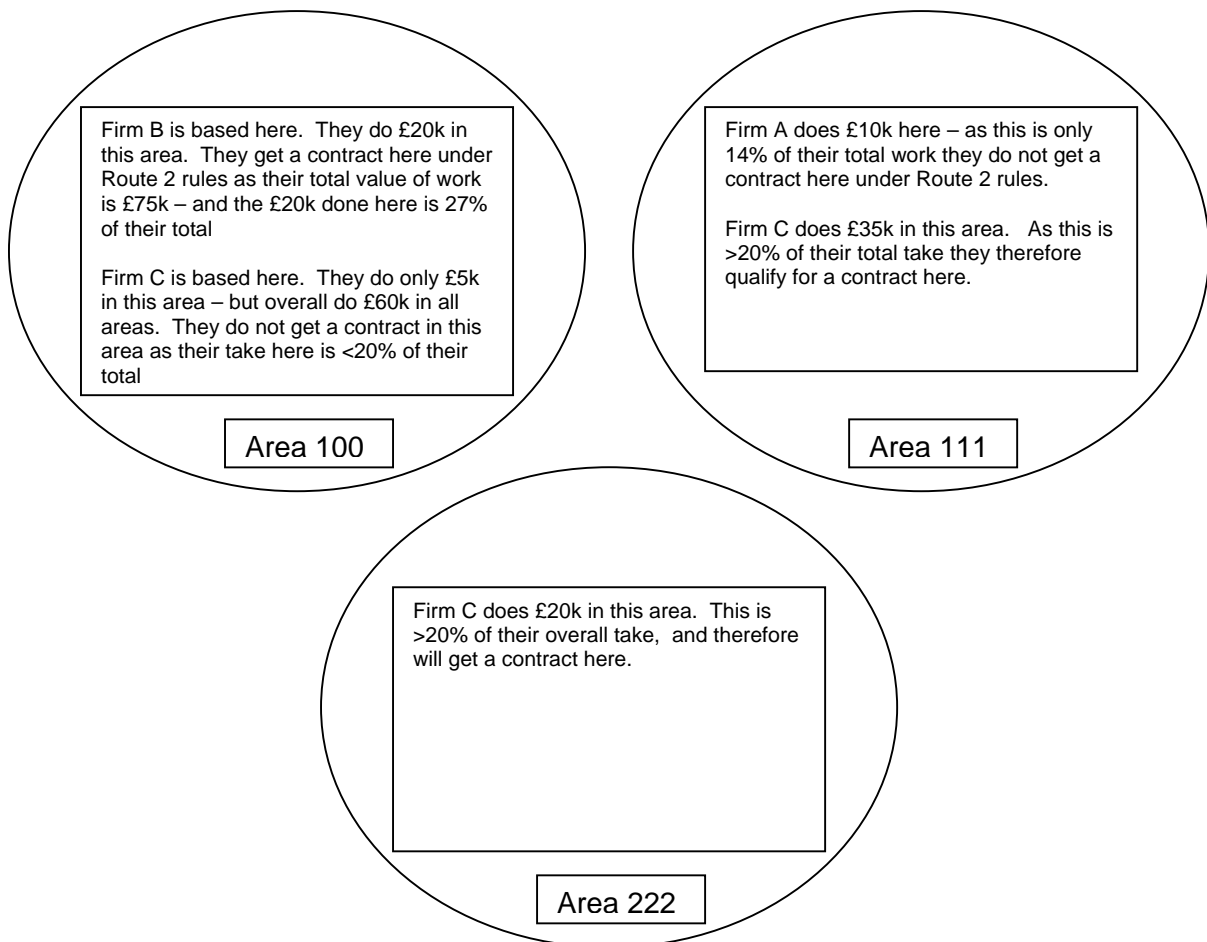 Firm B is based here.  They do £20k in
this area.  They get a contract here under
Route 2 rules as their total value of work
is £75k – and the £20k done here is 27%
of their total
Firm C is based here.  They do only £5k
in this area – but overall do £60k in all
areas.  They do not get a contract in this
area as their take here is <20% of their
total
Area 100
Firm A does £10k here – as this is only
14% of their total work they do not get a
contract here under Route 2 rules.
Firm C does £35k in this area.   As this is
>20% of their total take they therefore
qualify for a contract here.
Area 111
Firm C does £20k in this area.  This is
>20% of their overall take,  and therefore
will get a contract here.
Area 222